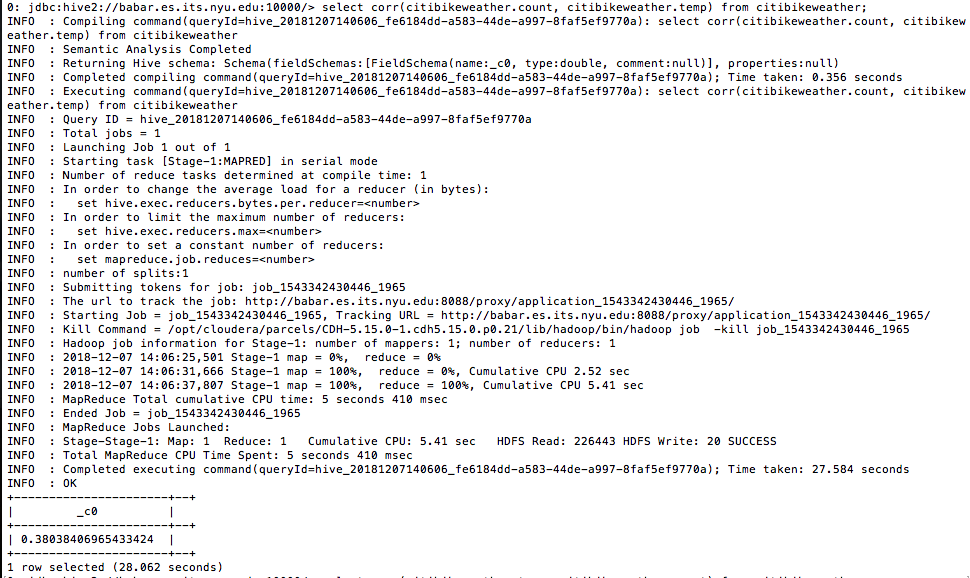 0: jdbc:hive2://babar.es.its.nyu.edu:10000/> select corr(citibikeweather.count, citibikeweather.temp) from citibikeweather;
INFO  : Compiling command(queryId=hive_20181207140606_fe6184dd-a583-44de-a997-8faf5ef9770a): select corr(citibikeweather.count, citibikew
eather.temp) from citibikeweather
INFO  : Semantic Analysis Completed
INFO  : Returning Hive schema: Schema(fieldSchemas:[FieldSchema(name:_c0, type:double, comment:null)], properties:null)
INFO  : Completed compiling command(queryId=hive_20181207140606_fe6184dd-a583-44de-a997-8faf5ef9770a); Time taken: 0.356 seconds
INFO  : Executing command(queryId=hive_20181207140606_fe6184dd-a583-44de-a997-8faf5ef9770a): select corr(citibikeweather.count, citibikew
eather.temp) from citibikeweather
INFO  : Query ID = hive_20181207140606_fe6184dd-a583-44de-a997-8faf5ef9770a
INFO  : Total jobs = 1
INFO  : Launching Job 1 out of 1
INFO  : Starting task [Stage-1:MAPRED] in serial mode
INFO  : Number of reduce tasks determined at compile time: 1
INFO  : In order to change the average load for a reducer (in bytes):
INFO  :   set hive.exec.reducers.bytes.per.reducer=<number>
INFO  : In order to limit the maximum number of reducers:
INFO  :   set hive.exec.reducers.max=<number>
INFO  : In order to set a constant number of reducers:
INFO  :   set mapreduce.job.reduces=<number>
INFO  : number of splits:1
INFO  : Submitting tokens for job: job_1543342430446_1965
INFO  : The url to track the job: http://babar.es.its.nyu.edu:8088/proxy/application_1543342430446_1965/
INFO  : Starting Job = job_1543342430446_1965, Tracking URL = http://babar.es.its.nyu.edu:8088/proxy/application_1543342430446_1965/
INFO  : Kill Command = /opt/cloudera/parcels/CDH-5.15.0-1.cdh5.15.0.p0.21/lib/hadoop/bin/hadoop job  -kill job_1543342430446_1965
INFO  : Hadoop job information for Stage-1: number of mappers: 1; number of reducers: 1
INFO  : 2018-12-07 14:06:25,501 Stage-1 map = 0%,  reduce = 0%
INFO  : 2018-12-07 14:06:31,666 Stage-1 map = 100%,  reduce = 0%, Cumulative CPU 2.52 sec
INFO  : 2018-12-07 14:06:37,807 Stage-1 map = 100%,  reduce = 100%, Cumulative CPU 5.41 sec
INFO  : MapReduce Total cumulative CPU time: 5 seconds 410 msec
INFO  : Ended Job = job_1543342430446_1965
INFO  : MapReduce Jobs Launched:
INFO  : Stage-Stage-1: Map: 1  Reduce: 1   Cumulative CPU: 5.41 sec   HDFS Read: 226443 HDFS Write: 20 SUCCESS
INFO  : Total MapReduce CPU Time Spent: 5 seconds 410 msec
INFO  : Completed executing command(queryId=hive_20181207140606_fe6184dd-a583-44de-a997-8faf5ef9770a); Time taken: 27.584 seconds
INFO  : OK
+----------------------+--+
|         _c0          |
+----------------------+--+
| 0.38038406965433424  |
+----------------------+--+
1 row selected (28.062 seconds)